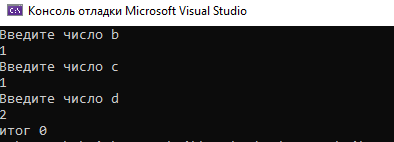 Консоль отладки Microsoft Visual Studio
Введите число b
1
Введите число c
1
Введите число d
2
итог 0